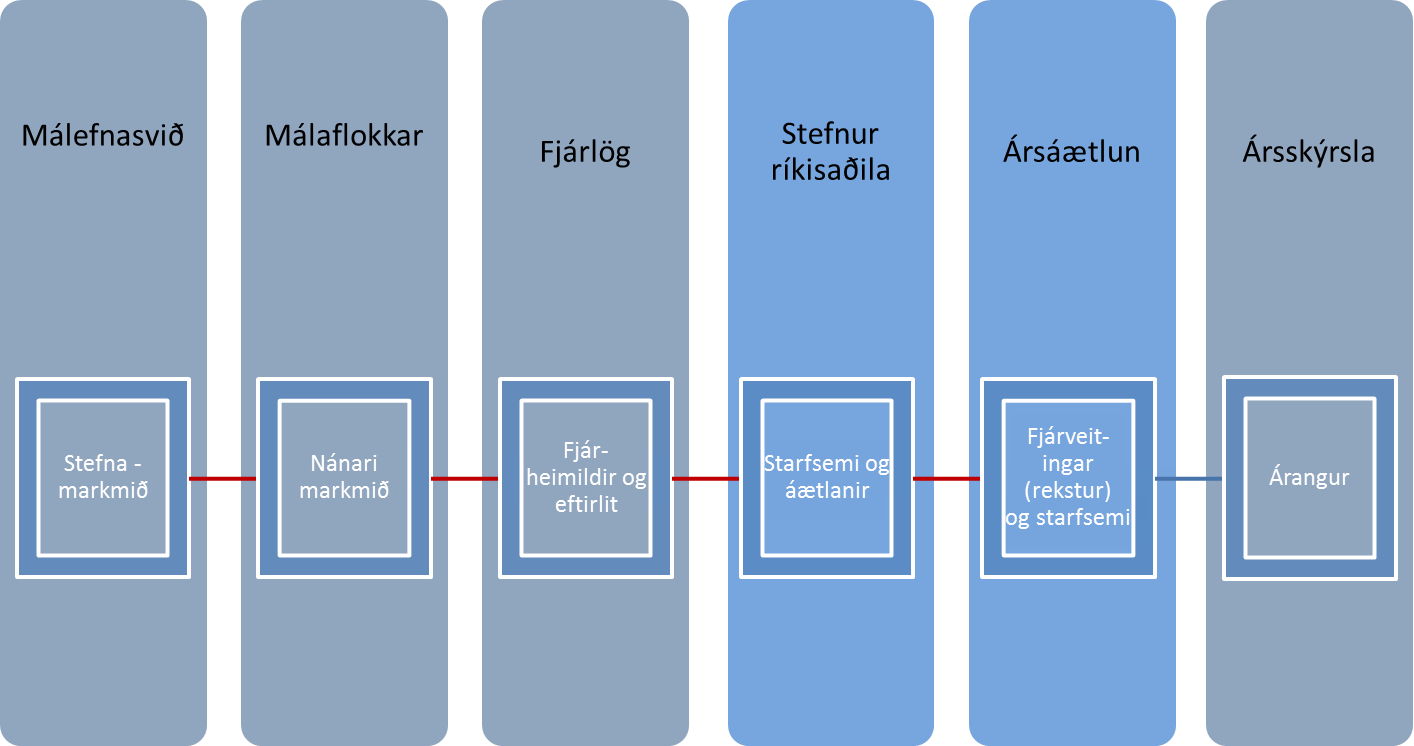 Málefnasvið
Málaflokkar
Fjárlög
Stefnur
ríkisaðila
Ársáætlun
Ársskýrsla
Stefna -
markmið
Nánari
markmið
Fjár-
heimildir og
eftirlit
Starfsemi og
áætlanir
Fjárveit-
ingar
(rekstur)
og starfsemi
Árangur